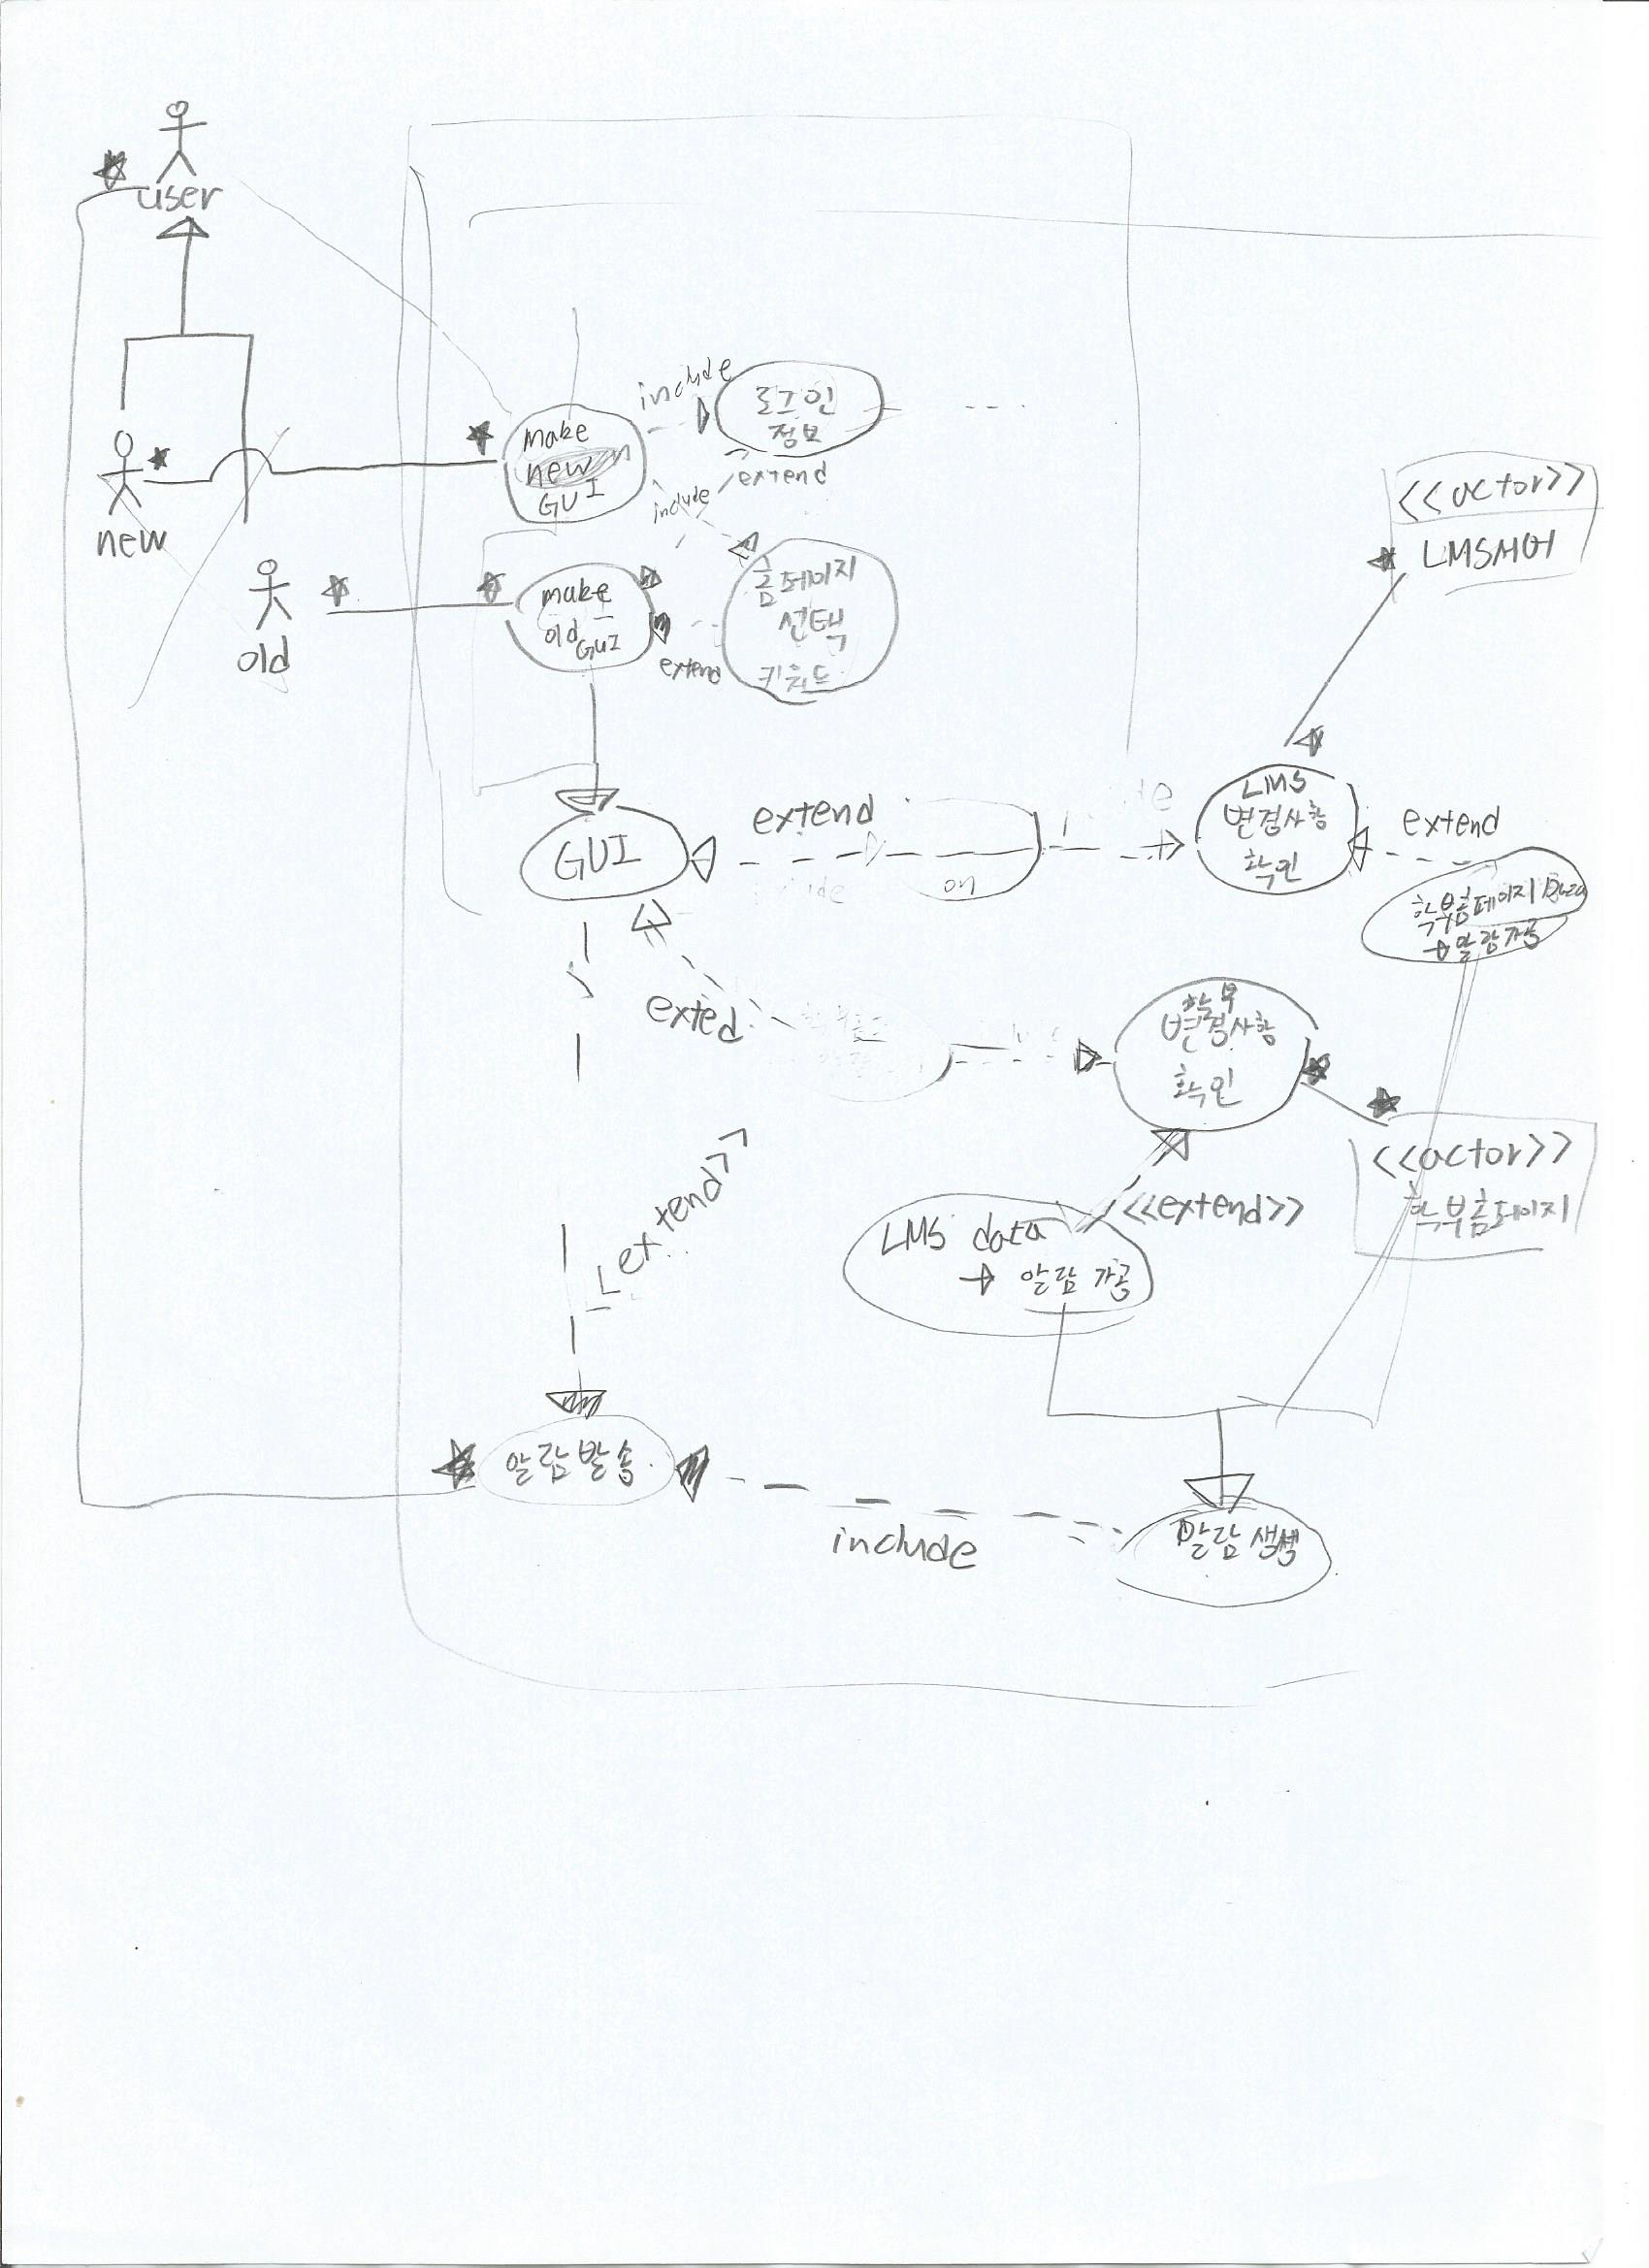 user
include
로그인
정보
make
new
GUI
extend
include
<<actor>>
LMS서버
new
홈페이지
선택
키워드
make
old GUI
old
extend
extend
LMS
변경사항
확인
extend
GUI
on
학부홈페이지
→ 알람 가공
exted
학부
변경사항
확인
<<actor>>
학부홈페이지
<<extend>>
<<extend>>
LMS data
→ 알람 가공
알람 발송
include
알람 생성